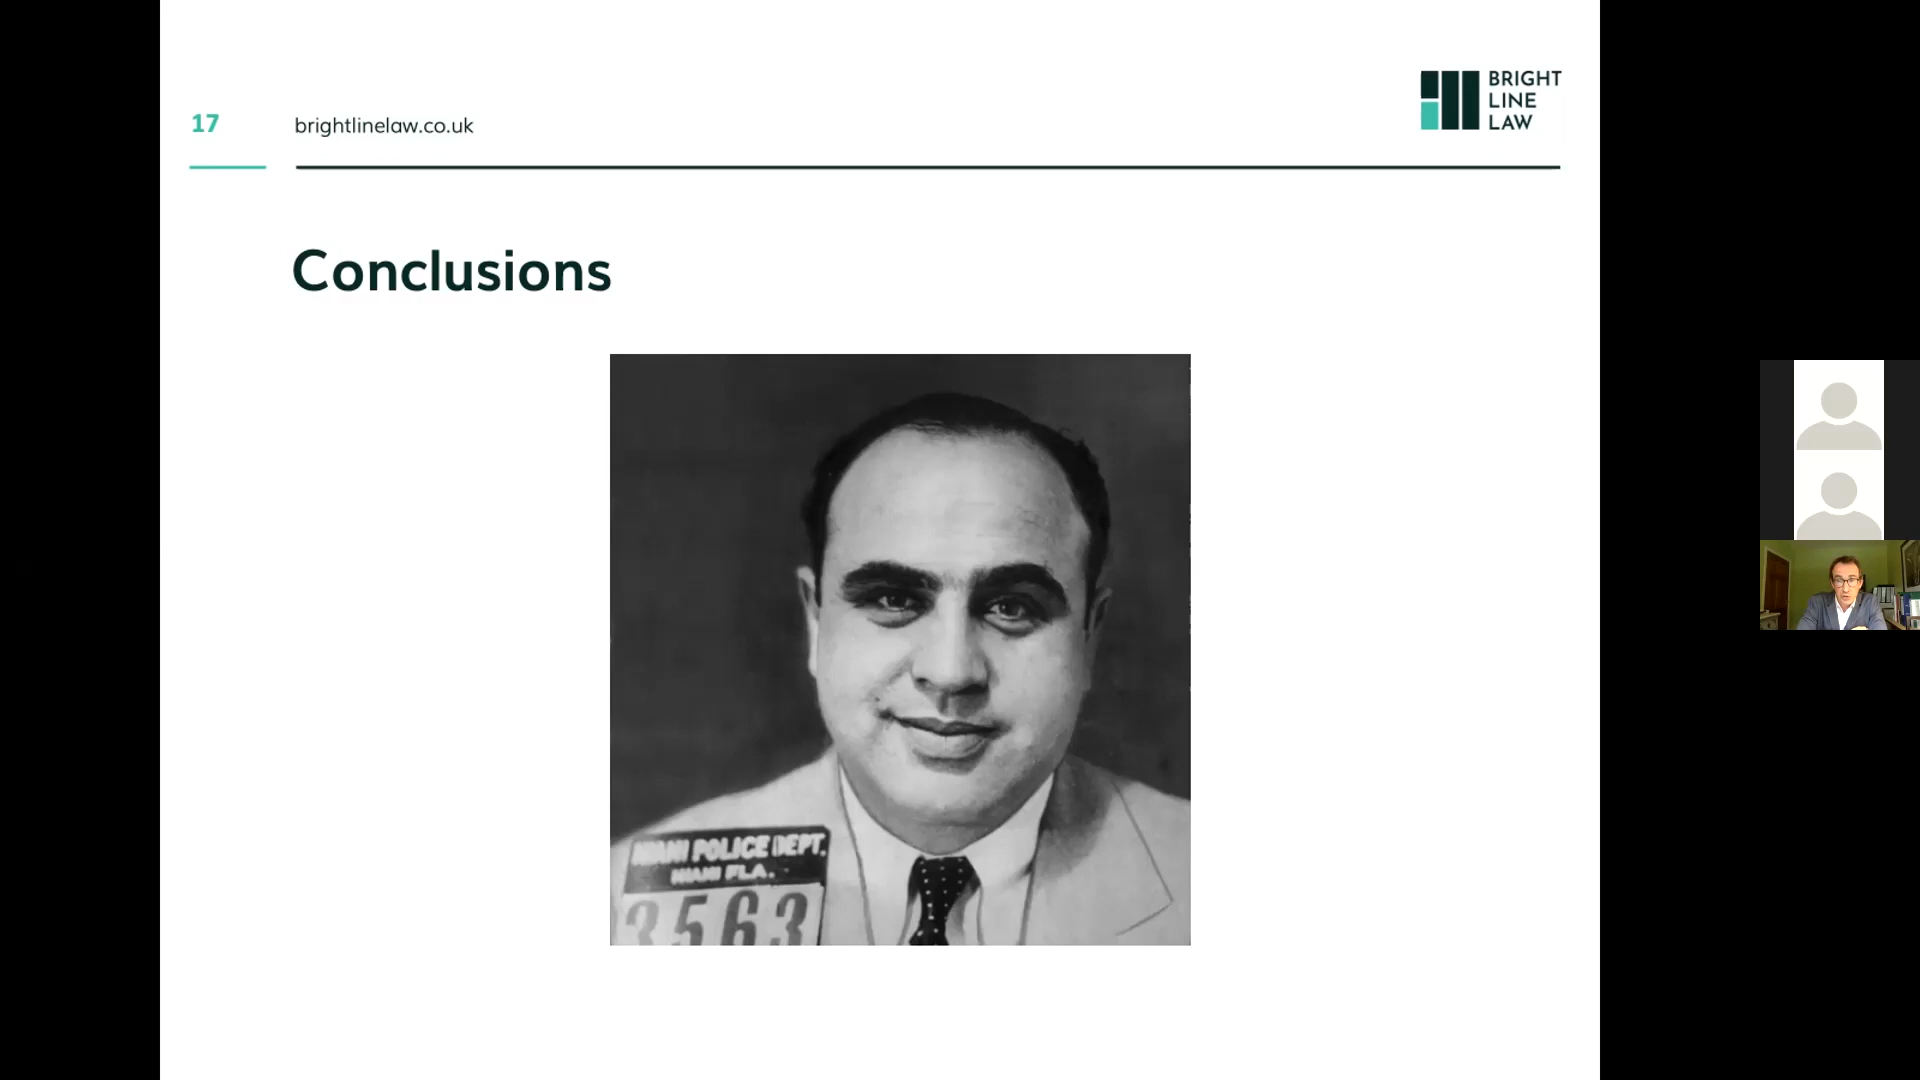 17
brightlinelaw.co.uk
BRIGHT
LINE
LAW
Conclusions
MIAMI POLICE DEPT.
MIAMI FLA.
3563